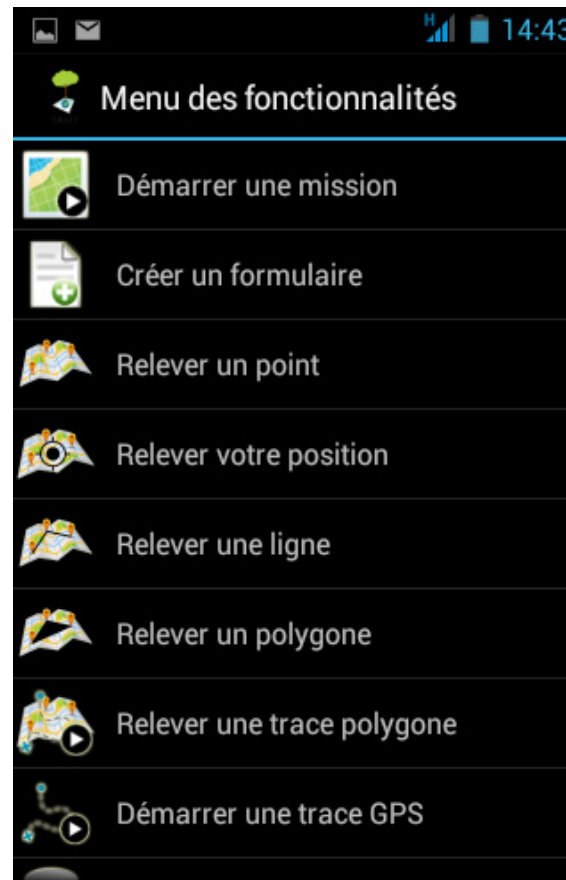 H
14:43
Menu des fonctionnalités
Démarrer une mission
Créer un formulaire
Relever un point
Relever votre position
Relever une ligne
Relever un polygone
Relever une trace polygone
Démarrer une trace GPS